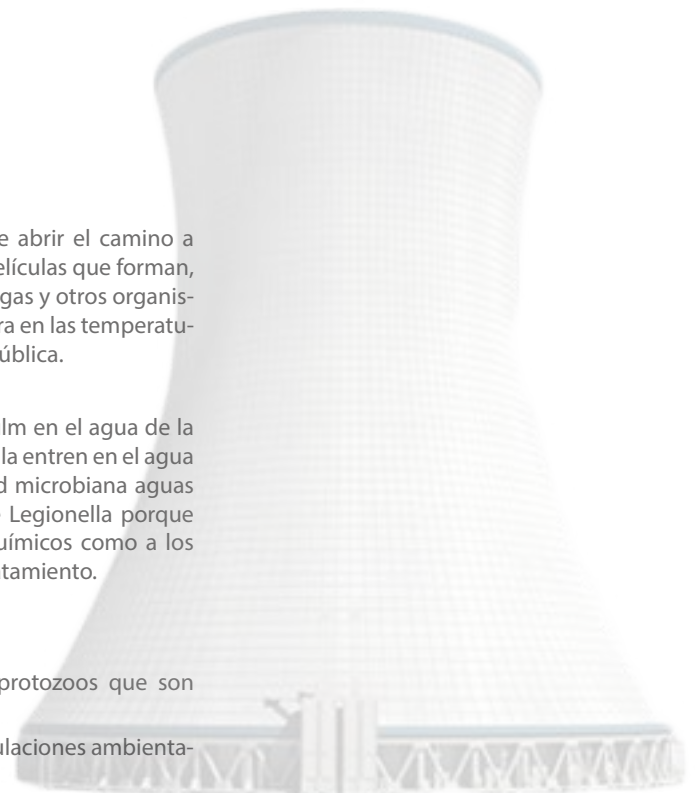 e abrir el camino a
elículas que forman,
gas y otros organis-
ra en las temperatu-
ública.
lm en el agua de la
la entren en el agua
d microbiana aguas
Legionella porque
uímicos como a los
atamiento.
protozoos que son
ulaciones ambienta-